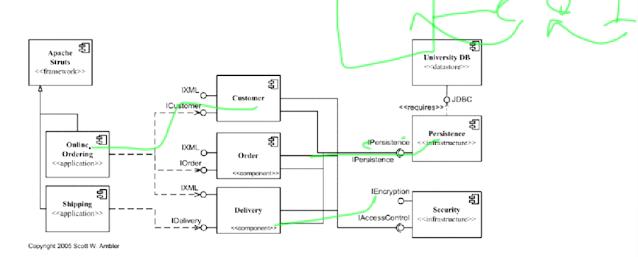 Apache
Struts
<<framework>>
Online
Ordering
<<application>>
Shipping
<<application>>
IXML
ICustomer
Customer
IXML
IOrder
Order
<<component>>
IXML
IDelivery
Delivery
<<component>>
University DB
<<datastore>>
JDBC
<<requires>>
IPersistence
IPersistence
Persistence
<<infrastructure>>
IEncryption
IAccessControl
Security
<<infrastructure>>
Copyright 2005 Scott W. Ambler